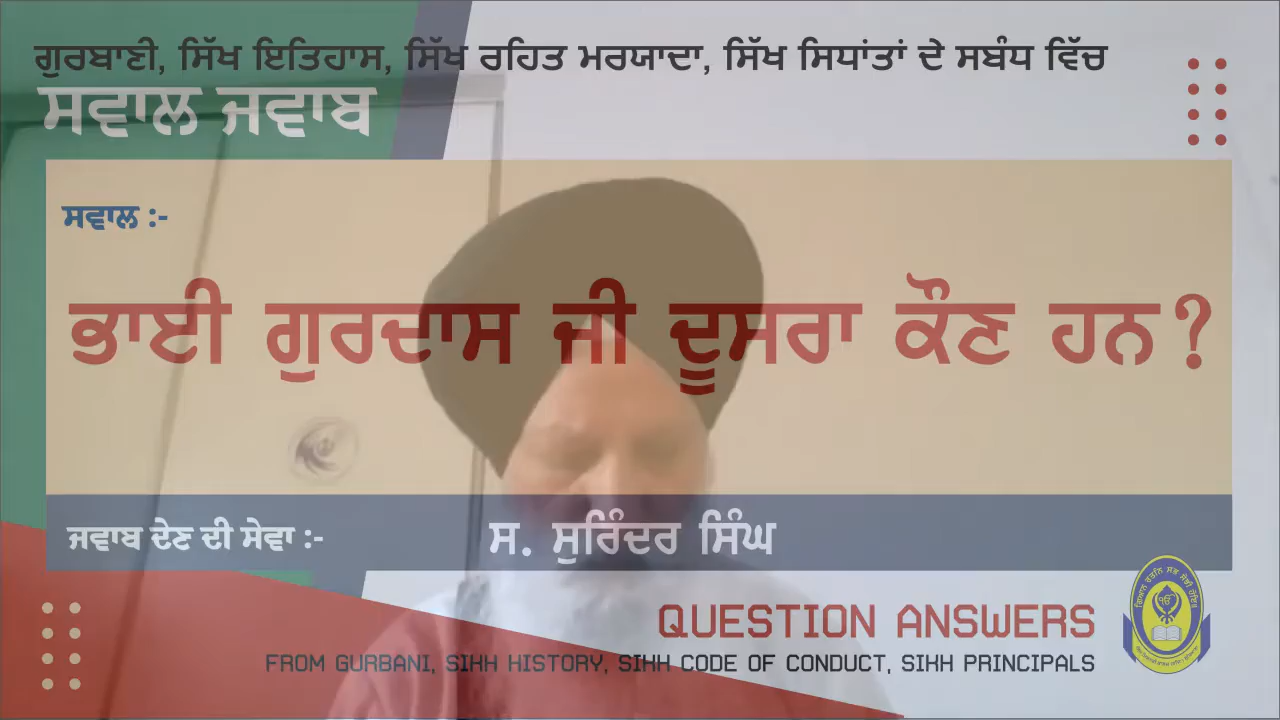 ਗੁਰਬਾਣੀ, ਸਿੱਖ ਇਤਿਹਾਸ, ਸਿੱਖ ਰਹਿਤ ਮਰਯਾਦਾ, ਸਿੱਖ ਸਿਧਾਂਤਾਂ ਦੇ ਸਬੰਧ ਵਿੱਚ
ਸਵਾਲ ਜਵਾਬ
ਸਵਾਲ :-
ਭਾਈ ਗੁਰਦਾਸ ਜੀ ਦੂਸਰਾ ਕੌਣ ਹਨ?
ਜਵਾਬ ਦੇਣ ਦੀ ਸੇਵਾ :- ਸ. ਸੁਰਿੰਦਰ ਸਿੰਘ
QUESTION ANSWERS
FROM GURBANI, SIKH HISTORY, SIKH CODE OF CONDUCT, SIKH PRINCIPALS